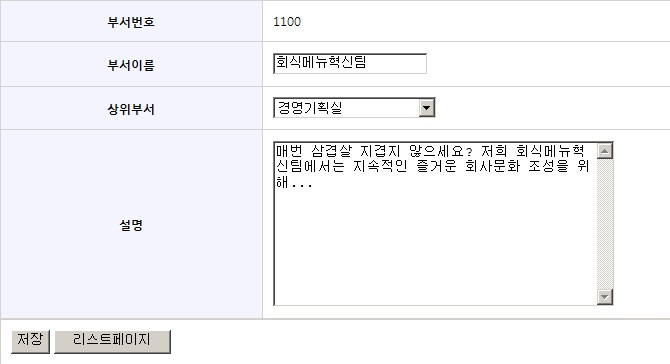 부서번호 1100
부서이름 회식메뉴혁신팀
상위부서 경영기획실
설명
매번 삼겹살 지겹지 않으세요? 저희 회식메뉴혁
신팀에서는 지속적인 즐거운 회사문화 조성을 위
해...
저장 리스트페이지